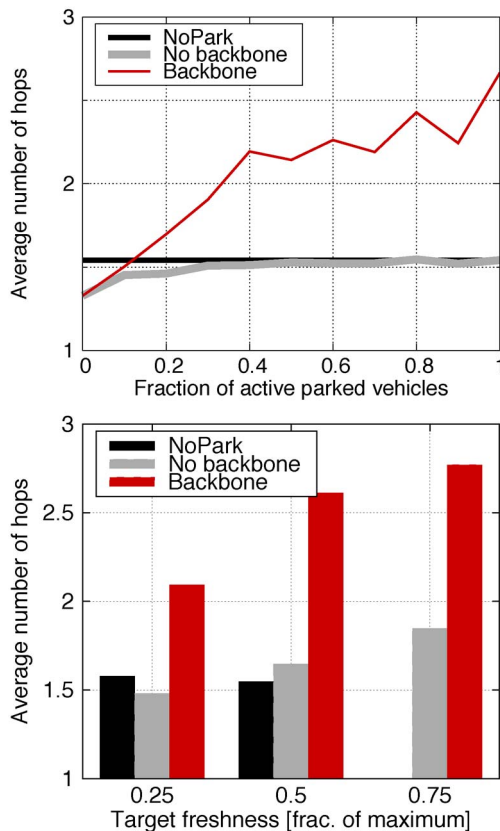 3
NoPark
No backbone
Backbone
2
1
Average number of hops
0 0.2 0.4 0.6 0.8 1
Fraction of active parked vehicles
3
NoPark
No backbone
Backbone
2.5
2
1.5
1
Average number of hops
0.25 0.5 0.75
Target freshness [frac. of maximum]